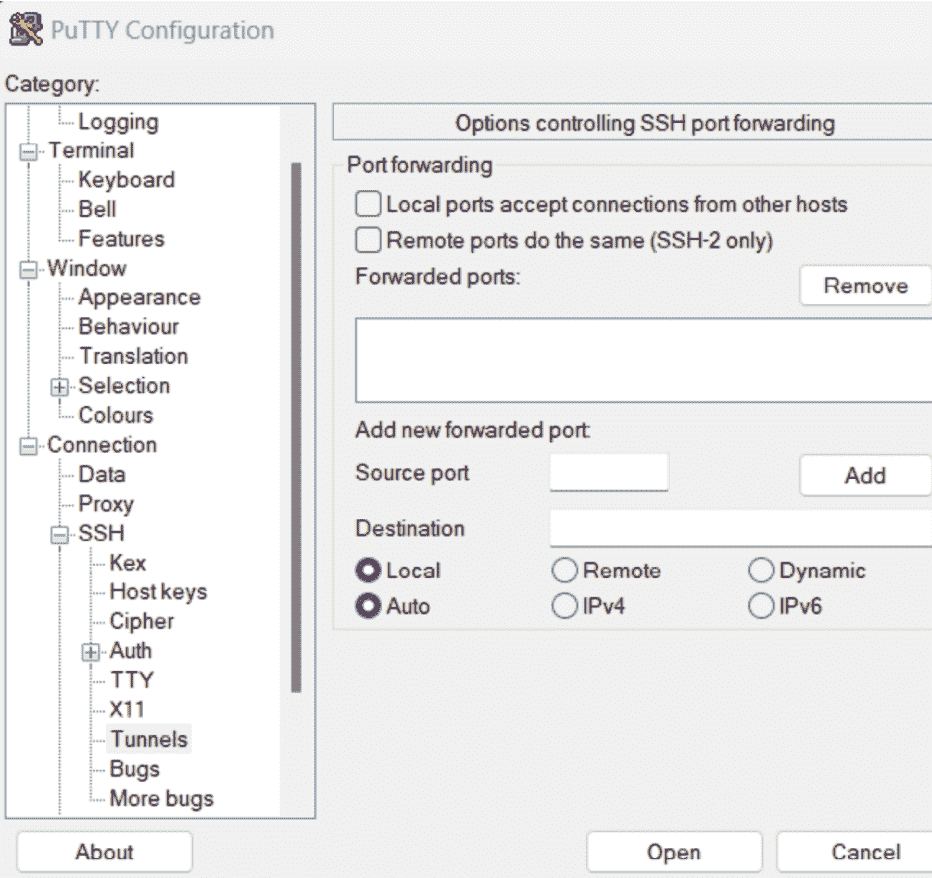 PuTTY Configuration
Category:
Logging
Terminal
Keyboard
Bell
Features
Window
Appearance
Behaviour
Translation
Selection
Colours
Connection
Data
Proxy
SSH
Kex
Host keys
Cipher
Auth
TTY
X11
Tunnels
Bugs
More bugs
Options controlling SSH port forwarding
Port forwarding
Local ports accept connections from other hosts
Remote ports do the same (SSH-2 only)
Forwarded ports: Remove
Add new forwarded port:
Source port Add
Destination
Local Remote Dynamic
Auto IPv4 IPv6
About Open Cancel